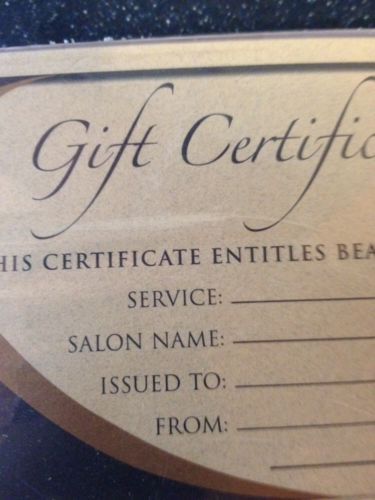 Gift Certific
HIS CERTIFICATE ENTITLES BEA
SERVICE:
SALON NAME:
ISSUED TO:
FROM: